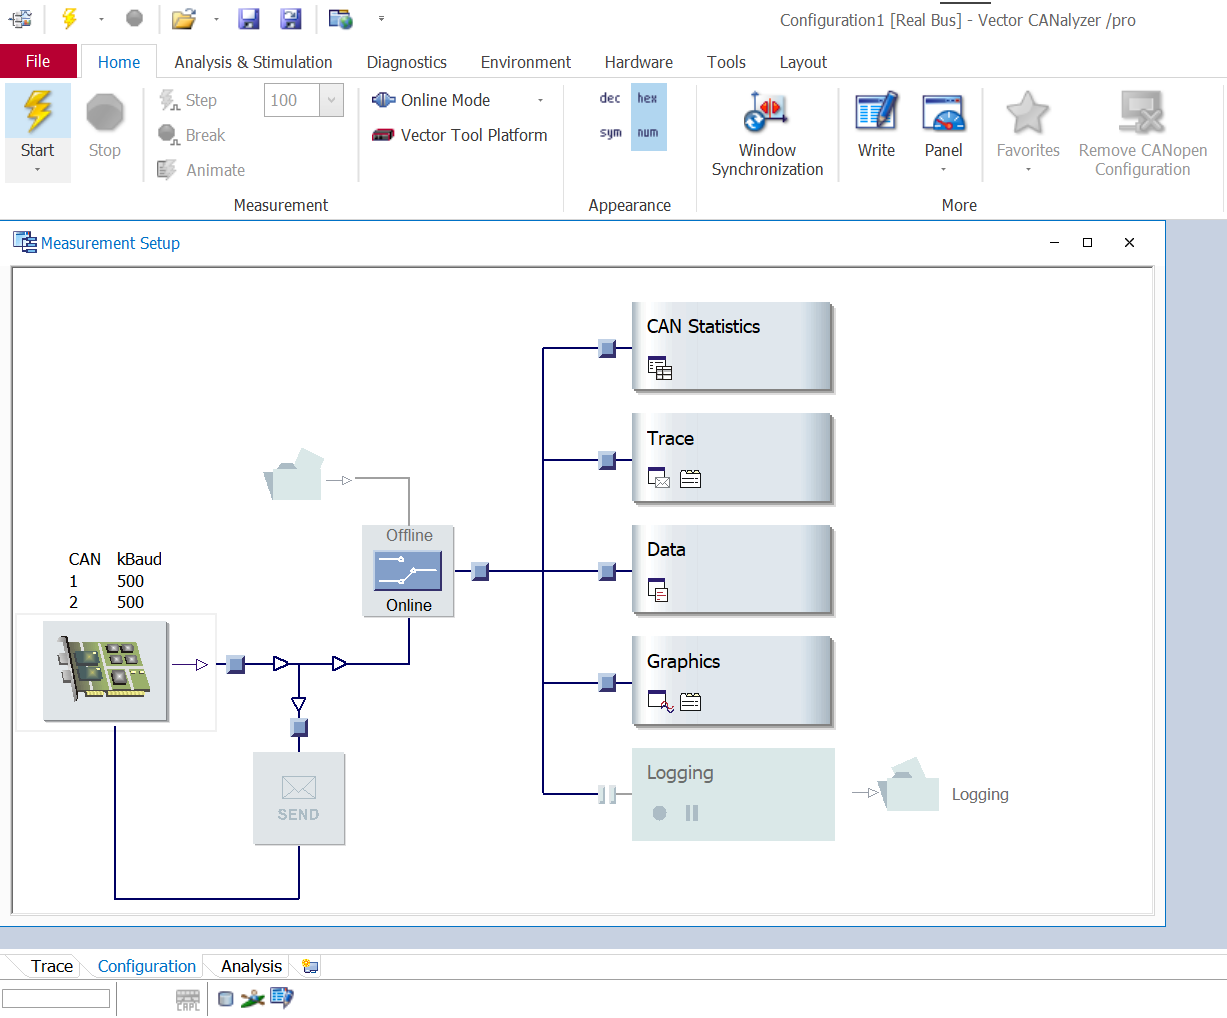 Configuration1 [Real Bus] - Vector CANalyzer /pro
File Home Analysis & Stimulation Diagnostics Environment Hardware Tools Layout
Start
Stop
Step
100
Break
Animate
Online Mode
Vector Tool Platform
Measurement
dec hex
sym num
Appearance
Window
Synchronization
Write
Panel
Favorites
Remove CANopen
Configuration
More
Measurement Setup
CAN Statistics
Trace
Offline
Online
Data
CAN kBaud
1 500
2 500
Graphics
SEND
Logging
Logging
Trace Configuration Analysis
CAPL